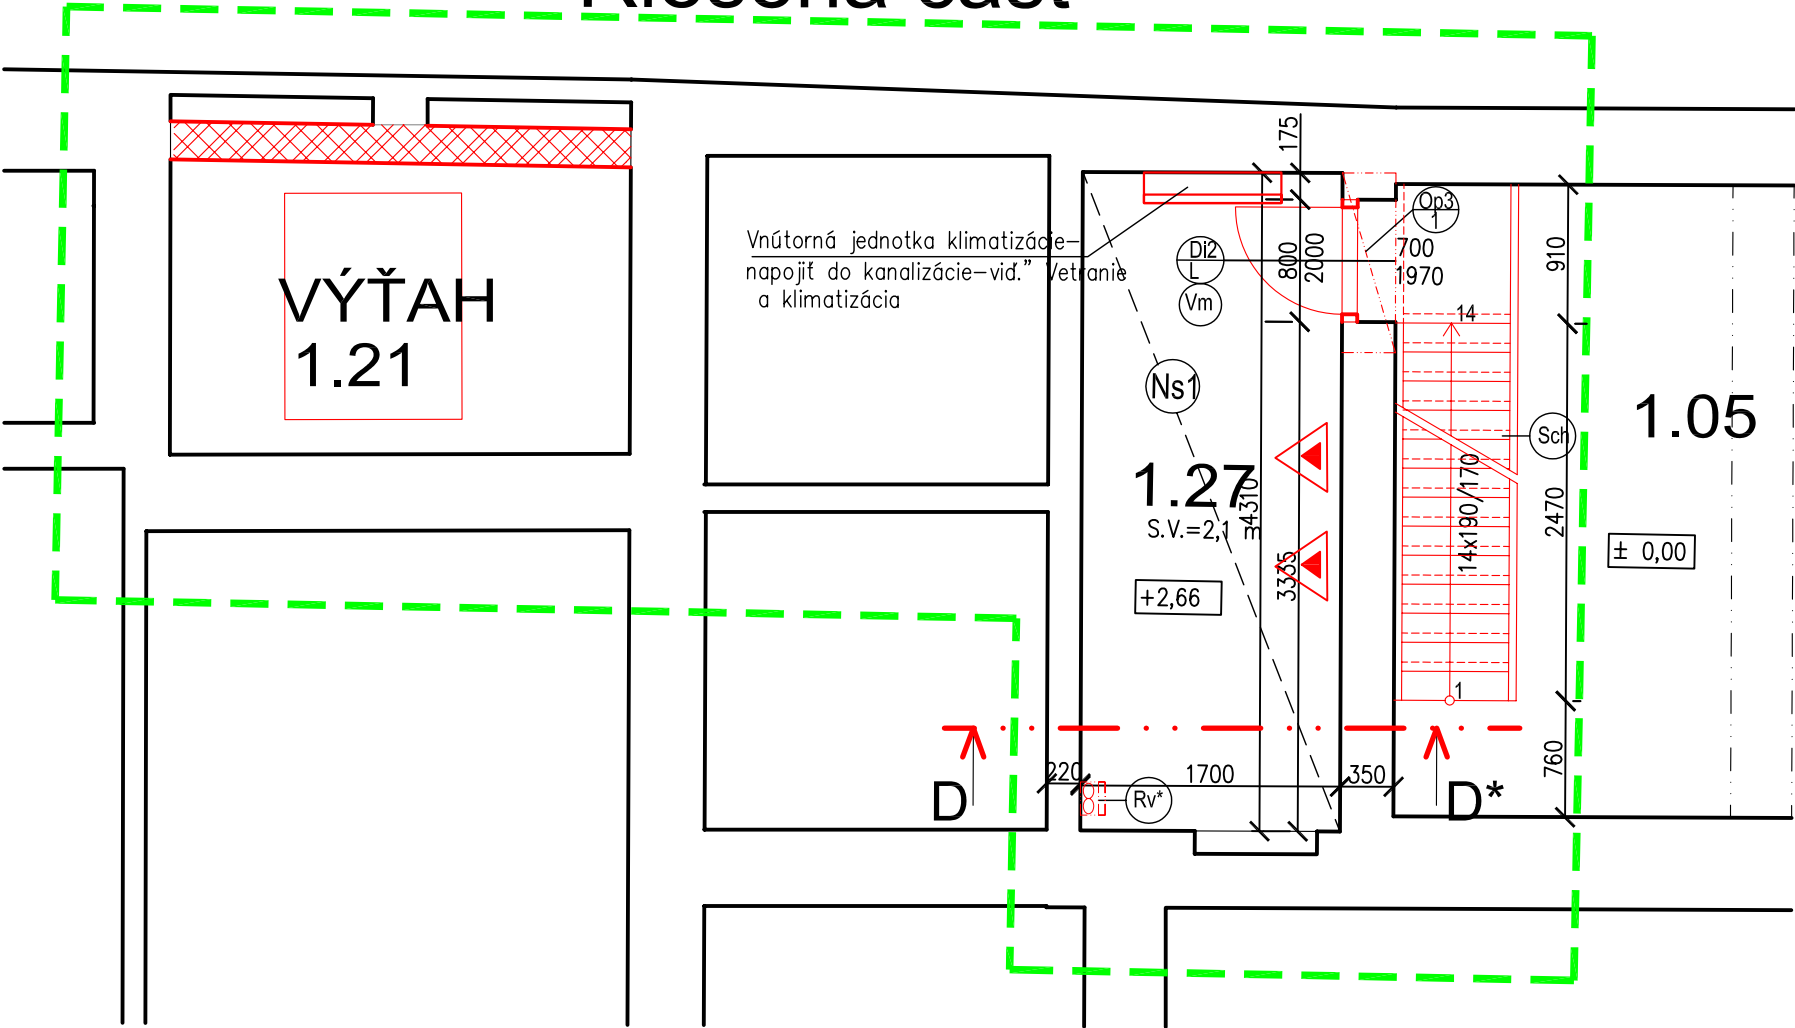 Riešená časť
175
Op3
1
Vnútorná jednotka klimatizácie-
napojiť do kanalizácie-viď." Vetranie
a klimatizácia
Di2
L
Vm
800
2000
700
1970
910
VÝŤAH
1.21
14
Ns1
1.05
Sch
1.27
S.V.=2,1 m
4310
14x190/170
2470
± 0,00
3335
+2,66
1
760
220
1700
350
D
Rv*
D*